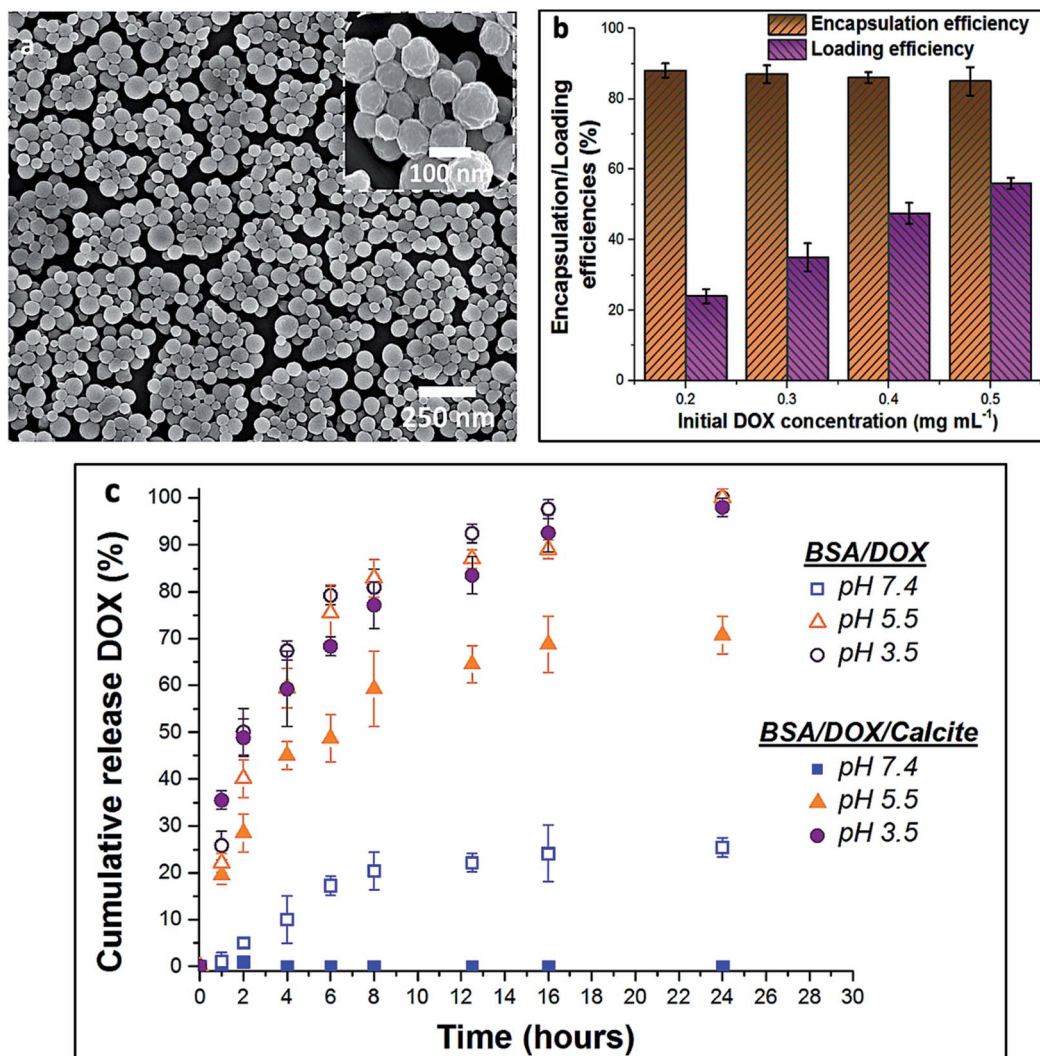 a
100 nm
250 nm
b
Encapsulation efficiency
Loading efficiency
Encapsulation/Loading
efficiencies (%)
100
80
60
40
20
0
0.2 0.3 0.4 0.5
Initial DOX concentration (mg mL⁻¹)
c
Cumulative release DOX (%)
100
90
80
70
60
50
40
30
20
10
0
BSA/DOX
pH 7.4
pH 5.5
pH 3.5
BSA/DOX/Calcite
pH 7.4
pH 5.5
pH 3.5
0 2 4 6 8 10 12 14 16 18 20 22 24 26 28 30
Time (hours)